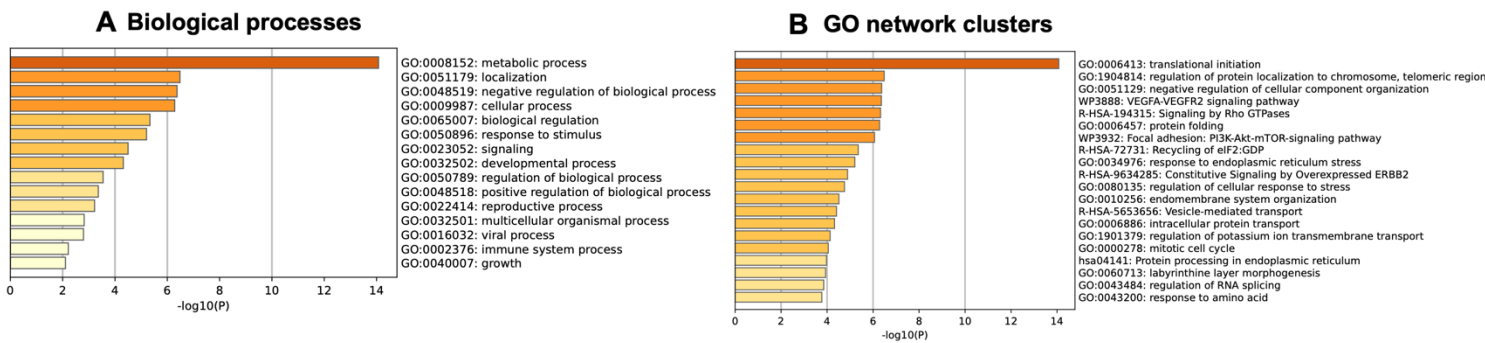 A Biological processes
GO:0008152: metabolic process
GO:0051179: localization
GO:0048519: negative regulation of biological process
GO:0009987: cellular process
GO:0065007: biological regulation
GO:0050896: response to stimulus
GO:0023052: signaling
GO:0032502: developmental process
GO:0050789: regulation of biological process
GO:0048518: positive regulation of biological process
GO:0022414: reproductive process
GO:0032501: multicellular organismal process
GO:0016032: viral process
GO:0002376: immune system process
GO:0040007: growth
0 2 4 6 8 10 12 14
-log10(P)
B GO network clusters
GO:0006413: translational initiation
GO:1904814: regulation of protein localization to chromosome, telomeric region
GO:0051129: negative regulation of cellular component organization
WP3888: VEGFA-VEGFR2 signaling pathway
R-HSA-194315: Signaling by Rho GTPases
GO:0006457: protein folding
WP3932: Focal adhesion: PI3K-Akt-mTOR-signaling pathway
R-HSA-72731: Recycling of eIF2:GDP
GO:0034976: response to endoplasmic reticulum stress
R-HSA-9634285: Constitutive Signaling by Overexpressed ERBB2
GO:0080135: regulation of cellular response to stress
GO:0010256: endomembrane system organization
R-HSA-5653656: Vesicle-mediated transport
GO:0006886: intracellular protein transport
GO:1901379: regulation of potassium ion transmembrane transport
GO:0000278: mitotic cell cycle
hsa04141: Protein processing in endoplasmic reticulum
GO:0060713: labyrinthine layer morphogenesis
GO:0043484: regulation of RNA splicing
GO:0043200: response to amino acid
0 2 4 6 8 10 12 14
-log10(P)